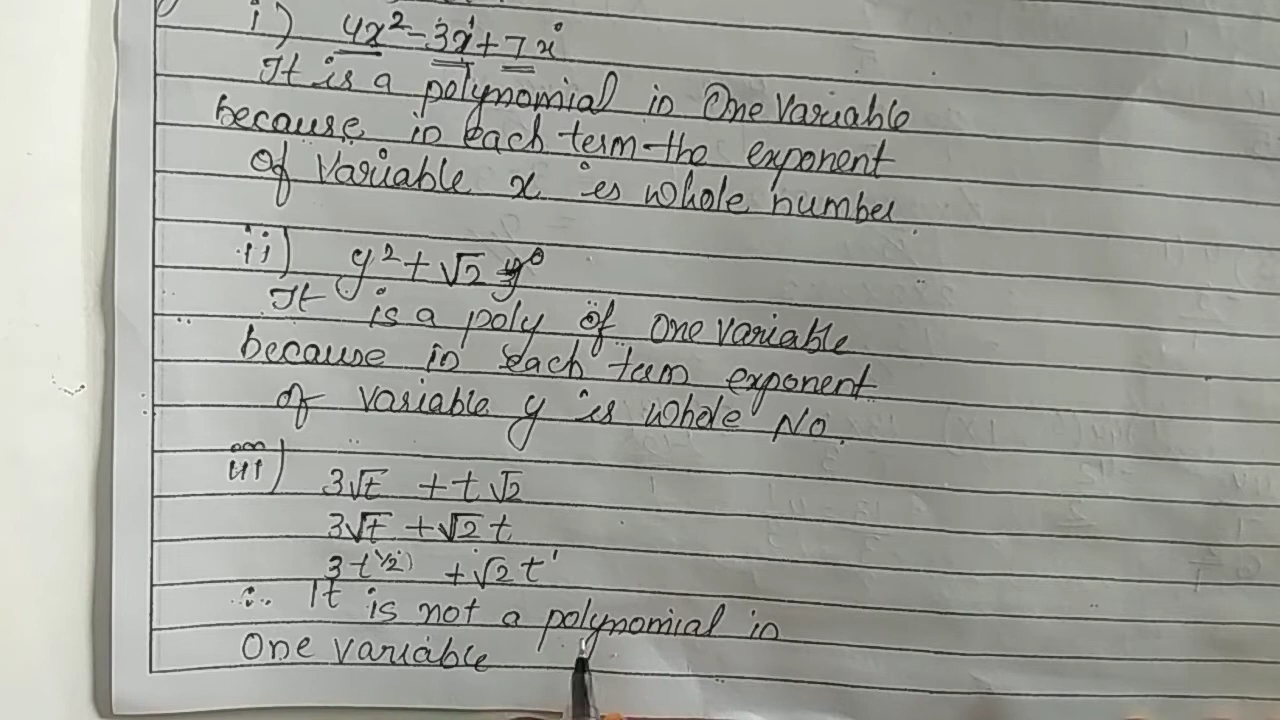 i) 4x²-3x¹+7x°
It is a polynomial in One Variable
because in each term the exponent
of variable x is whole number.
ii) y²+√2 y⁰
It is a poly of one variable
because in each term exponent
of variable y is whole No.
iii) 3√t + t√2
3√t + √2 t
3t(1/2) + √2 t¹
∴ It is not a polynomial in
One variable